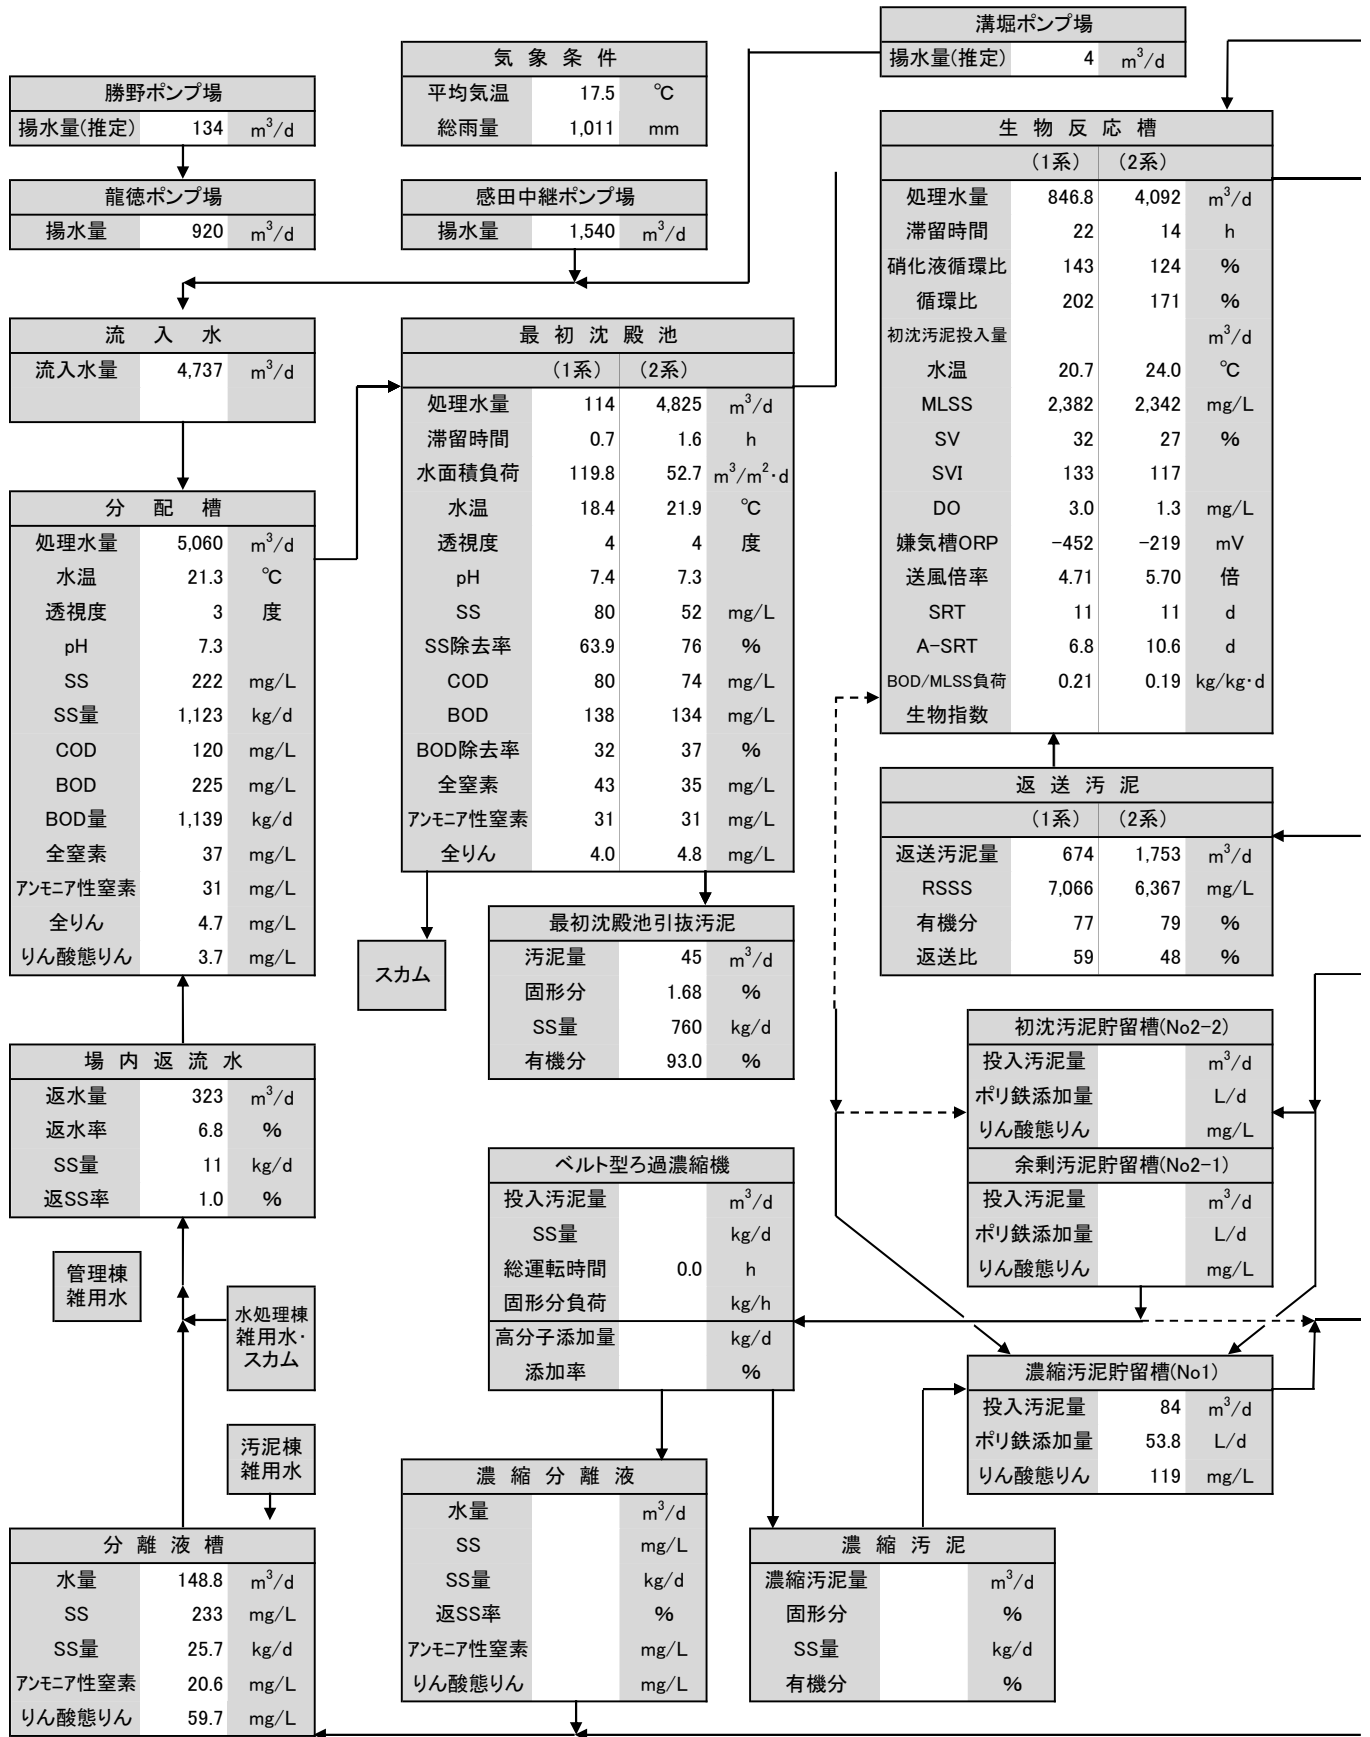 溝堀ポンプ場
揚水量(推定) 4 m³/d
気象条件
平均気温 17.5 ℃
総雨量 1,011 mm
勝野ポンプ場
揚水量(推定) 134 m³/d
龍徳ポンプ場
揚水量 920 m³/d
感田中継ポンプ場
揚水量 1,540 m³/d
流入水
流入水量 4,737 m³/d
分配槽
処理水量 5,060 m³/d
水温 21.3 ℃
透視度 3 度
pH 7.3
SS 222 mg/L
SS量 1,123 kg/d
COD 120 mg/L
BOD 225 mg/L
BOD量 1,139 kg/d
全窒素 37 mg/L
アンモニア性窒素 31 mg/L
全りん 4.7 mg/L
りん酸態りん 3.7 mg/L
場内返流水
返水量 323 m³/d
返水率 6.8 %
SS量 11 kg/d
返SS率 1.0 %
管理棟
雑用水
水処理棟
雑用水・
スカム
汚泥棟
雑用水
分離液槽
水量 148.8 m³/d
SS 233 mg/L
SS量 25.7 kg/d
アンモニア性窒素 20.6 mg/L
りん酸態りん 59.7 mg/L
最初沈殿池
(1系) (2系)
処理水量 114 4,825 m³/d
滞留時間 0.7 1.6 h
水面積負荷 119.8 52.7 m³/m²・d
水温 18.4 21.9 ℃
透視度 4 4 度
pH 7.4 7.3
SS 80 52 mg/L
SS除去率 63.9 76 %
COD 80 74 mg/L
BOD 138 134 mg/L
BOD除去率 32 37 %
全窒素 43 35 mg/L
アンモニア性窒素 31 31 mg/L
全りん 4.0 4.8 mg/L
スカム
最初沈殿池引抜汚泥
汚泥量 45 m³/d
固形分 1.68 %
SS量 760 kg/d
有機分 93.0 %
ベルト型ろ過濃縮機
投入汚泥量 m³/d
SS量 kg/d
総運転時間 0.0 h
固形分負荷 kg/h
高分子添加量 kg/d
添加率 %
濃縮分離液
水量 m³/d
SS mg/L
SS量 kg/d
返SS率 %
アンモニア性窒素 mg/L
りん酸態りん mg/L
生物反応槽
(1系) (2系)
処理水量 846.8 4,092 m³/d
滞留時間 22 14 h
硝化液循環比 143 124 %
循環比 202 171 %
初沈汚泥投入量 m³/d
水温 20.7 24.0 ℃
MLSS 2,382 2,342 mg/L
SV 32 27 %
SVI 133 117
DO 3.0 1.3 mg/L
嫌気槽ORP -452 -219 mV
送風倍率 4.71 5.70 倍
SRT 11 11 d
A-SRT 6.8 10.6 d
BOD/MLSS負荷 0.21 0.19 kg/kg・d
生物指数
返送汚泥
(1系) (2系)
返送汚泥量 674 1,753 m³/d
RSSS 7,066 6,367 mg/L
有機分 77 79 %
返送比 59 48 %
初沈汚泥貯留槽(No2-2)
投入汚泥量 m³/d
ポリ鉄添加量 L/d
りん酸態りん mg/L
余剰汚泥貯留槽(No2-1)
投入汚泥量 m³/d
ポリ鉄添加量 L/d
りん酸態りん mg/L
濃縮汚泥貯留槽(No1)
投入汚泥量 84 m³/d
ポリ鉄添加量 53.8 L/d
りん酸態りん 119 mg/L
濃縮汚泥
濃縮汚泥量 m³/d
固形分 %
SS量 kg/d
有機分 %